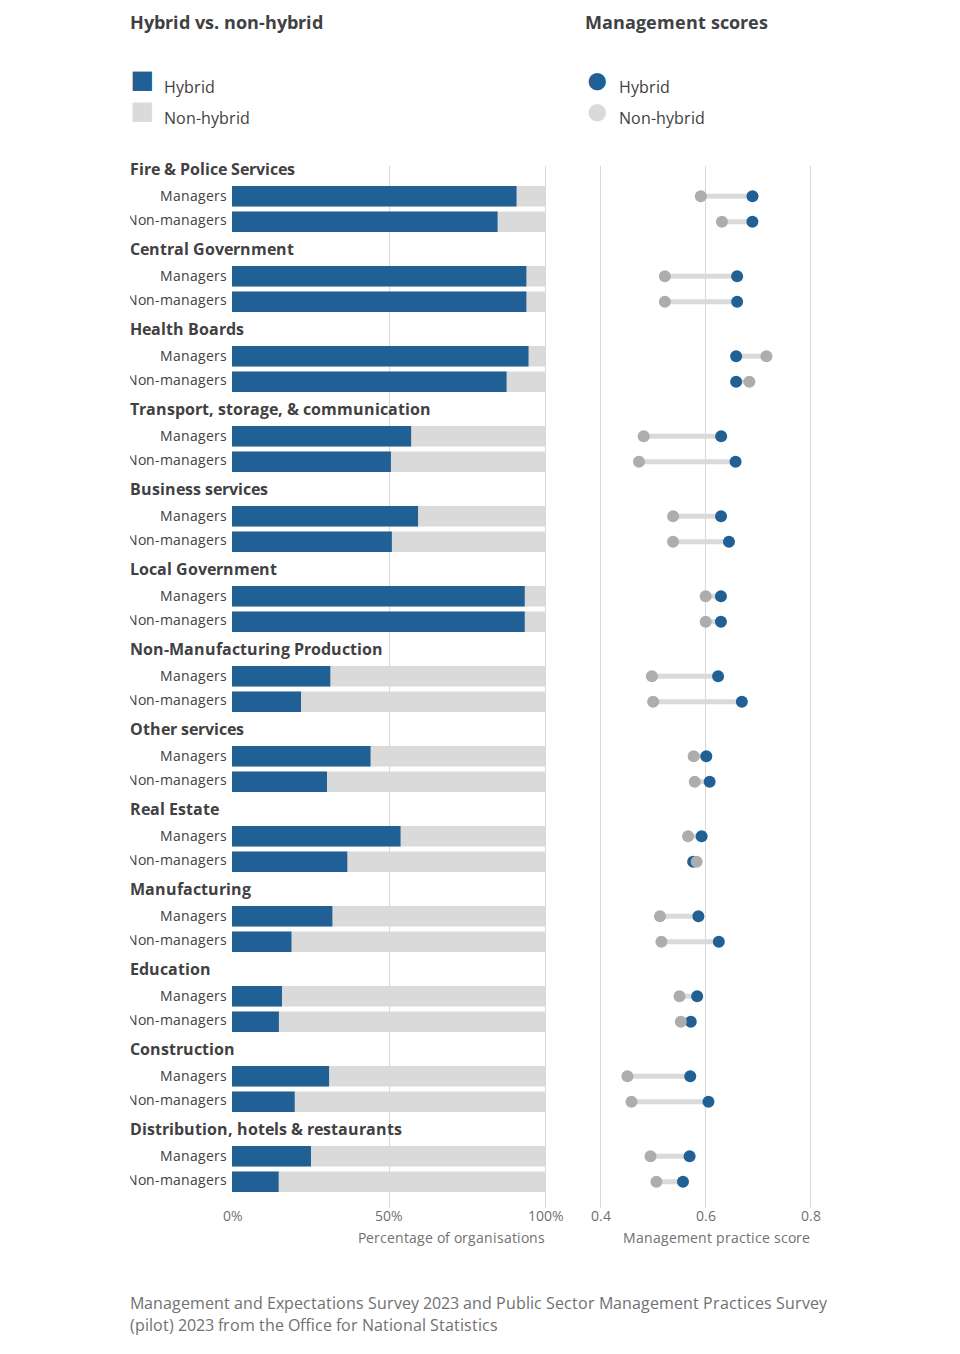 Hybrid vs. non-hybrid
Management scores
Hybrid
Non-hybrid
Hybrid
Non-hybrid
Fire & Police Services
Managers
Non-managers
Central Government
Managers
Non-managers
Health Boards
Managers
Non-managers
Transport, storage, & communication
Managers
Non-managers
Business services
Managers
Non-managers
Local Government
Managers
Non-managers
Non-Manufacturing Production
Managers
Non-managers
Other services
Managers
Non-managers
Real Estate
Managers
Non-managers
Manufacturing
Managers
Non-managers
Education
Managers
Non-managers
Construction
Managers
Non-managers
Distribution, hotels & restaurants
Managers
Non-managers
0% 50% 100% 0.4 0.6 0.8
Percentage of organisations
Management practice score
Management and Expectations Survey 2023 and Public Sector Management Practices Survey
(pilot) 2023 from the Office for National Statistics